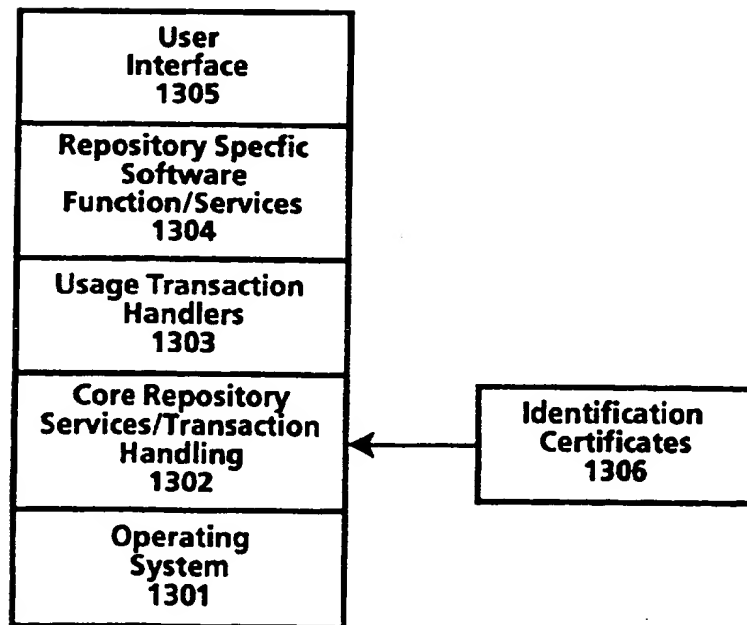 User
Interface
1305
Repository Specfic
Software
Function/Services
1304
Usage Transaction
Handlers
1303
Core Repository
Services/Transaction
Handling
1302
Operating
System
1301
Identification
Certificates
1306